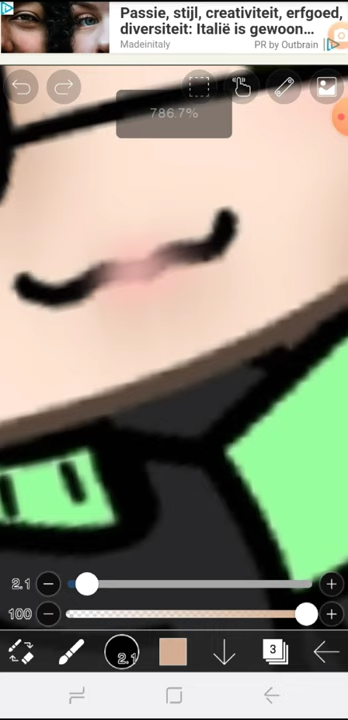 Passie, stijl, creativiteit, erfgoed,
diversiteit: Italië is gewoon...
Madeinitaly
PR by Outbrain
786.7%
2.1
100
2.1
3